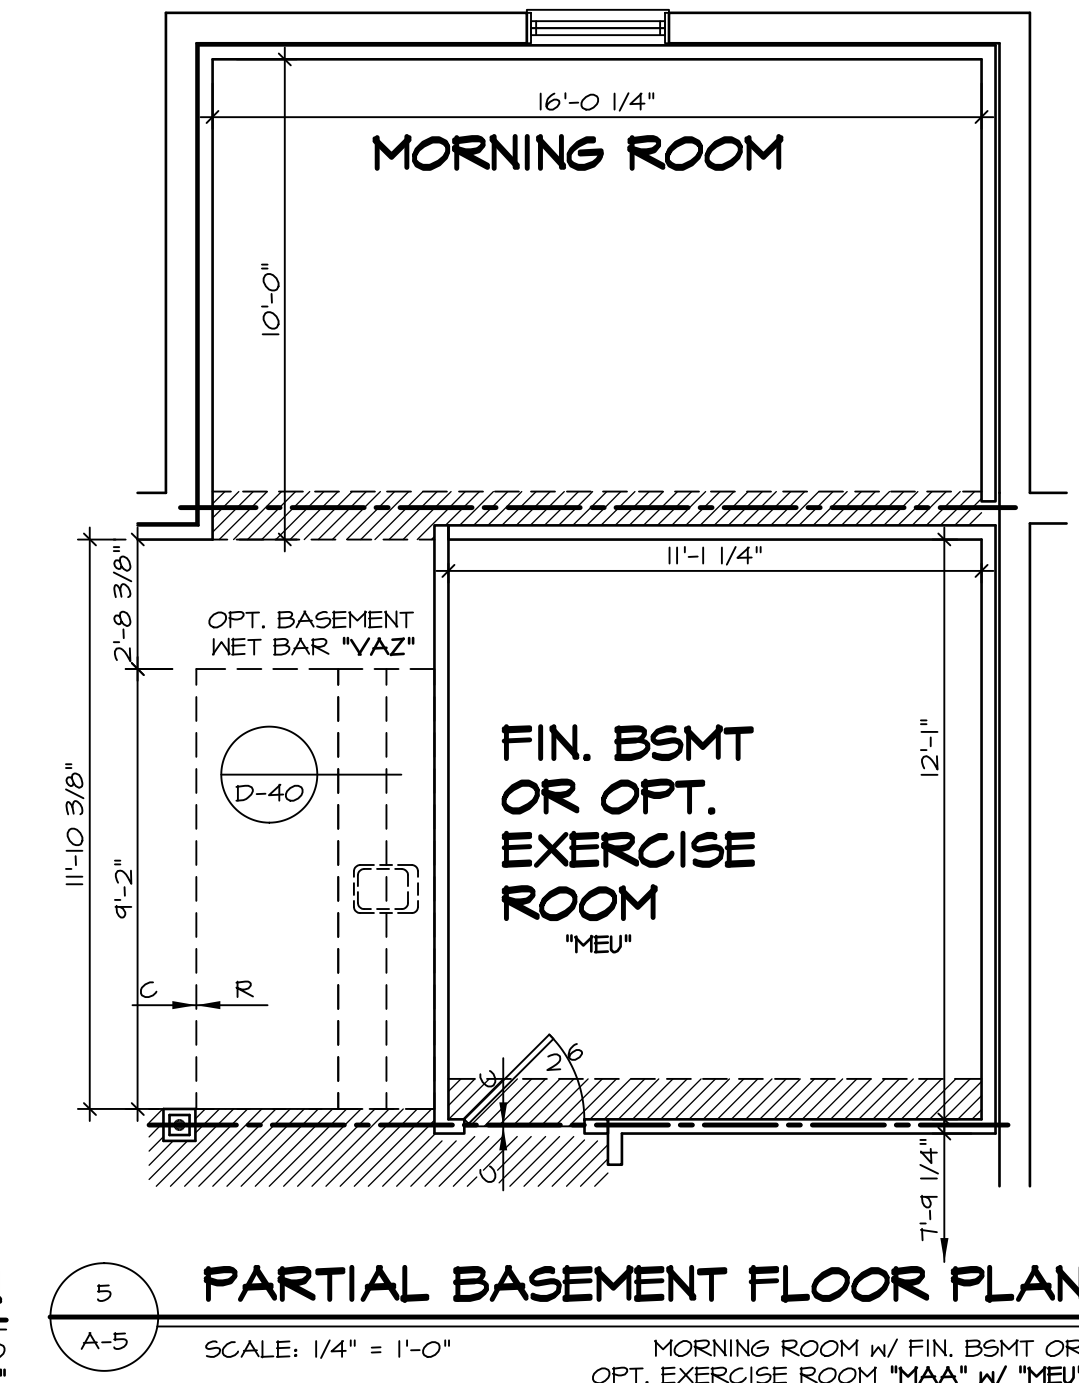 16'-0 1/4"
MORNING ROOM
10'-0"
11'-1 1/4"
2'-8 3/8"
OPT. BASEMENT
WET BAR "VAZ"
12'-1"
FIN. BSMT
OR OPT.
EXERCISE
ROOM
"MEU"
D-40
11'-10 3/8"
9'-2"
C R
2 6
C
C
7'-9 1/4"
5
A-5
PARTIAL BASEMENT FLOOR PLAN
SCALE: 1/4" = 1'-0"
MORNING ROOM w/ FIN. BSMT OR
OPT. EXERCISE ROOM "MAA" w/ "MEU"